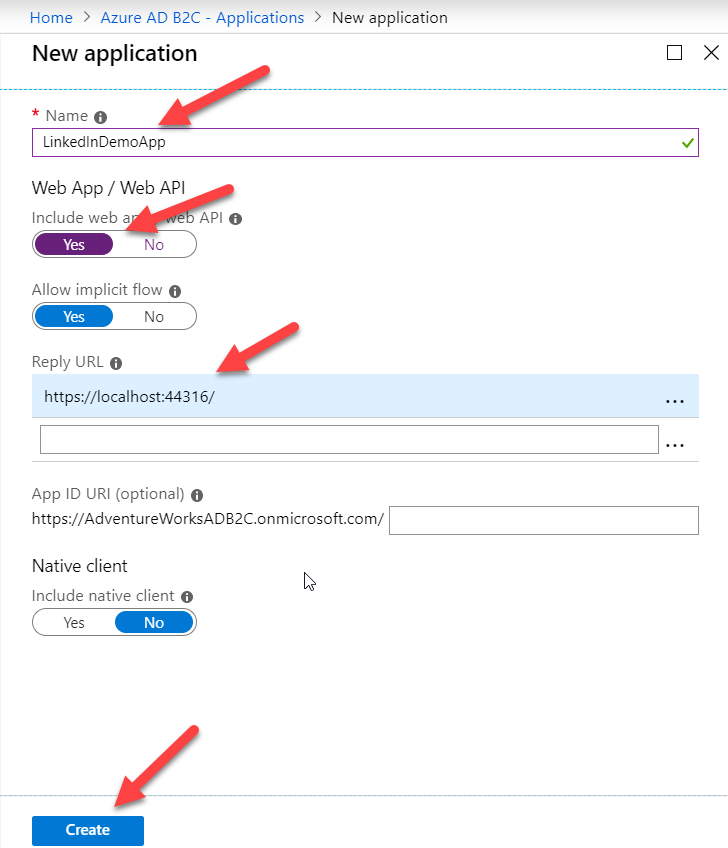 Home > Azure AD B2C - Applications > New application
New application
* Name
LinkedInDemoApp
Web App / Web API
Include web API
Yes No
Allow implicit flow
Yes No
Reply URL
https://localhost:44316/
...
...
App ID URI (optional)
https://AdventureWorksADB2C.onmicrosoft.com/
Native client
Include native client
Yes No
Create